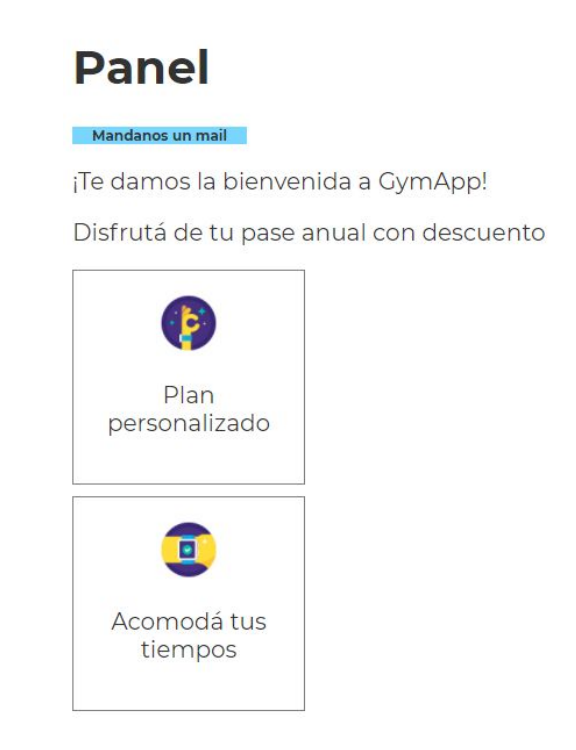 Panel
Mandanos un mail
¡Te damos la bienvenida a GymApp!
Disfrutá de tu pase anual con descuento
Plan
personalizado
Acomodá tus
tiempos